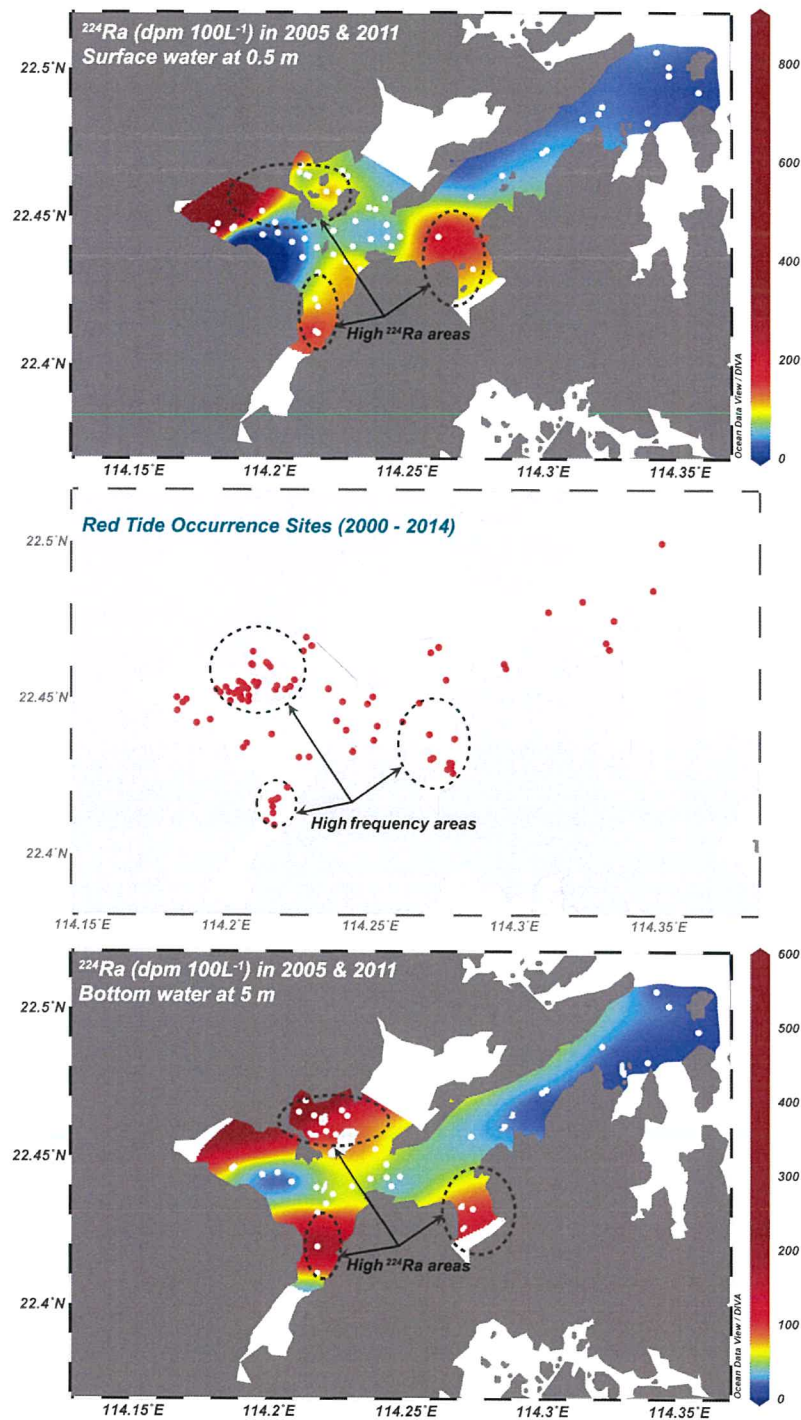 ²²⁴Ra (dpm 100L⁻¹) in 2005 & 2011
Surface water at 0.5 m
22.5°N
22.45°N
22.4°N
High ²²⁴Ra areas
800
600
400
200
0
Ocean Data View / DIVA
114.15°E
114.2°E
114.25°E
114.3°E
114.35°E
Red Tide Occurrence Sites (2000 - 2014)
22.5°N
22.45°N
22.4°N
High frequency areas
114.15°E
114.2°E
114.25°E
114.3°E
114.35°E
²²⁴Ra (dpm 100L⁻¹) in 2005 & 2011
Bottom water at 5 m
22.5°N
22.45°N
22.4°N
High ²²⁴Ra areas
600
500
400
300
200
100
0
Ocean Data View / DIVA
114.15°E
114.2°E
114.25°E
114.3°E
114.35°E